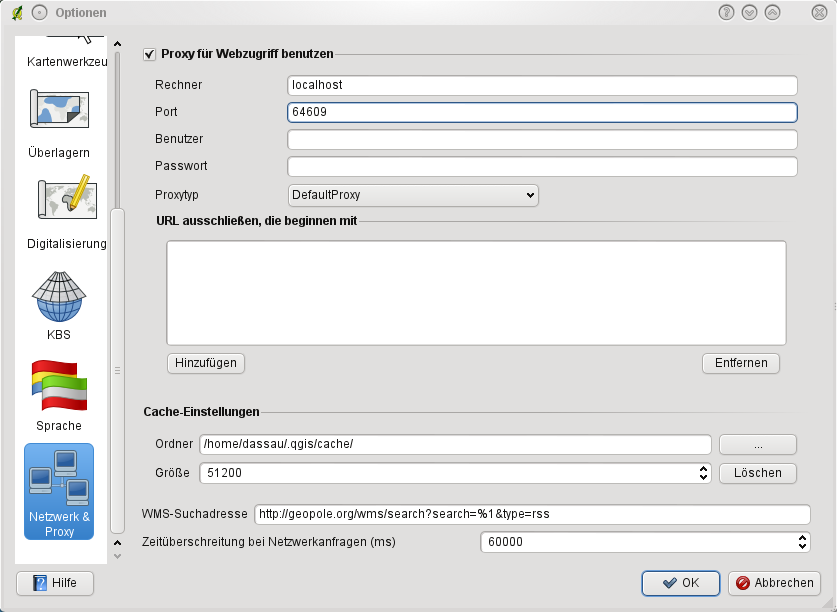 Optionen
Kartenwerkzeu
Überlagern
Digitalisierung
KBS
Sprache
Netzwerk &
Proxy
Proxy für Webzugriff benutzen
Rechner localhost
Port 64609
Benutzer
Passwort
Proxytyp DefaultProxy
URL ausschließen, die beginnen mit
Hinzufügen Entfernen
Cache-Einstellungen
Ordner /home/dassau/.qgis/cache/ ...
Größe 51200 Löschen
WMS-Suchadresse http://geopole.org/wms/search?search=%1&type=rss
Zeitüberschreitung bei Netzwerkanfragen (ms) 60000
Hilfe OK Abbrechen